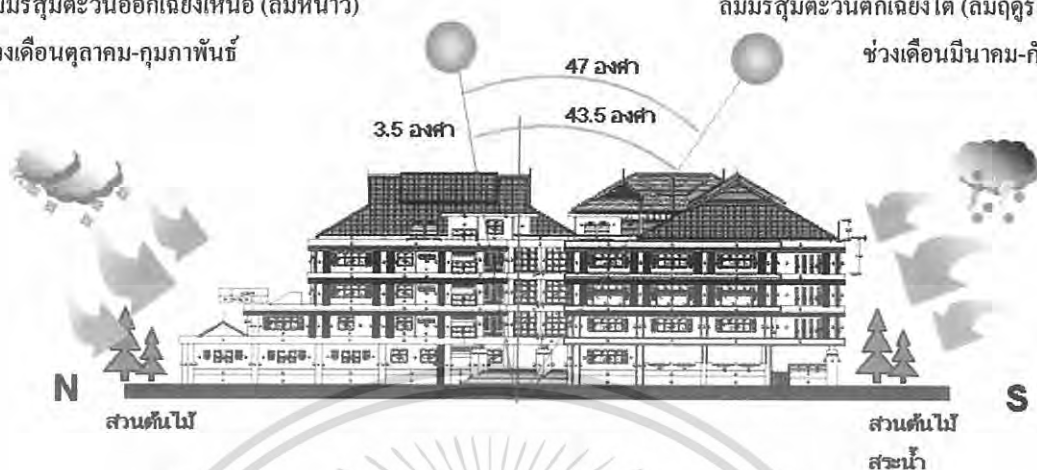 ลมมรสุมตะวันออกเฉียงเหนือ (ลมหนาว)
ลมมรสุมตะวันตกเฉียงใต้ (ลมฤดูร
ช่วงเดือนตุลาคม-กุมภาพันธ์
ช่วงเดือนมีนาคม-กั
47 องศา
3.5 องศา
43.5 องศา
N
S
สวนต้นไม้
สวนต้นไม้
สระน้ำ